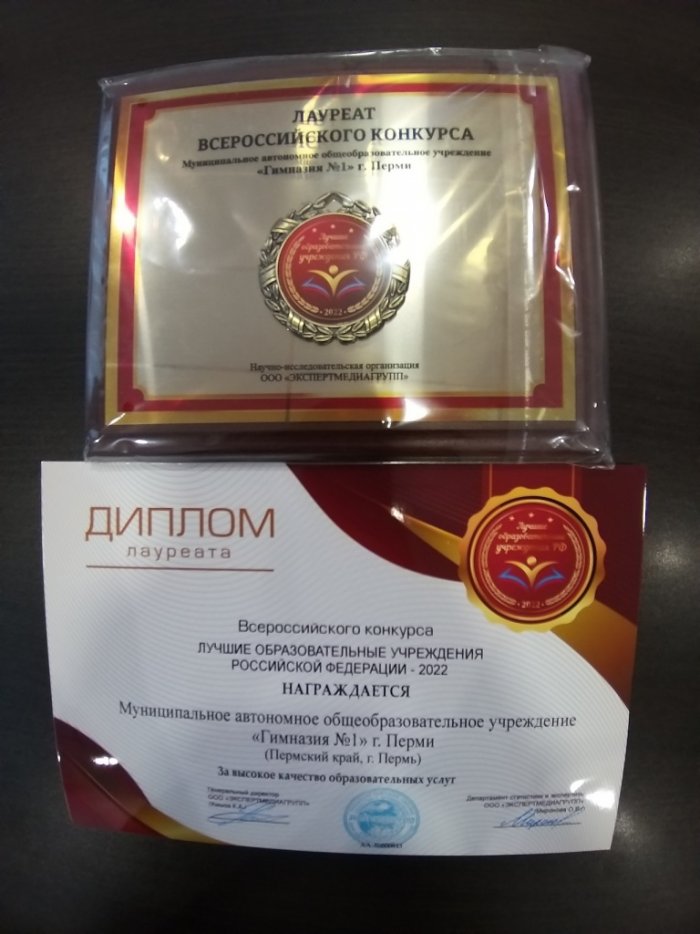 ЛАУРЕАТ
ВСЕРОССИЙСКОГО КОНКУРСА
Муниципальное автономное общеобразовательное учреждение
«Гимназия №1» г. Перми
Лучшие
образовательные
учреждения РФ
· 2022 ·
Научно-исследовательская организация
ООО «ЭКСПЕРТМЕДИАГРУПП»
ДИПЛОМ
лауреата
Лучшие
образовательные
учреждения РФ
· 2022 ·
Всероссийского конкурса
ЛУЧШИЕ ОБРАЗОВАТЕЛЬНЫЕ УЧРЕЖДЕНИЯ
РОССИЙСКОЙ ФЕДЕРАЦИИ - 2022
НАГРАЖДАЕТСЯ
Муниципальное автономное общеобразовательное учреждение
«Гимназия №1» г. Перми
(Пермский край, г. Пермь)
За высокое качество образовательных услуг
Генеральный директор
ООО «ЭКСПЕРТМЕДИАГРУПП»
Департамент статистики и экспертизы
ООО «ЭКСПЕРТМЕДИАГРУПП»